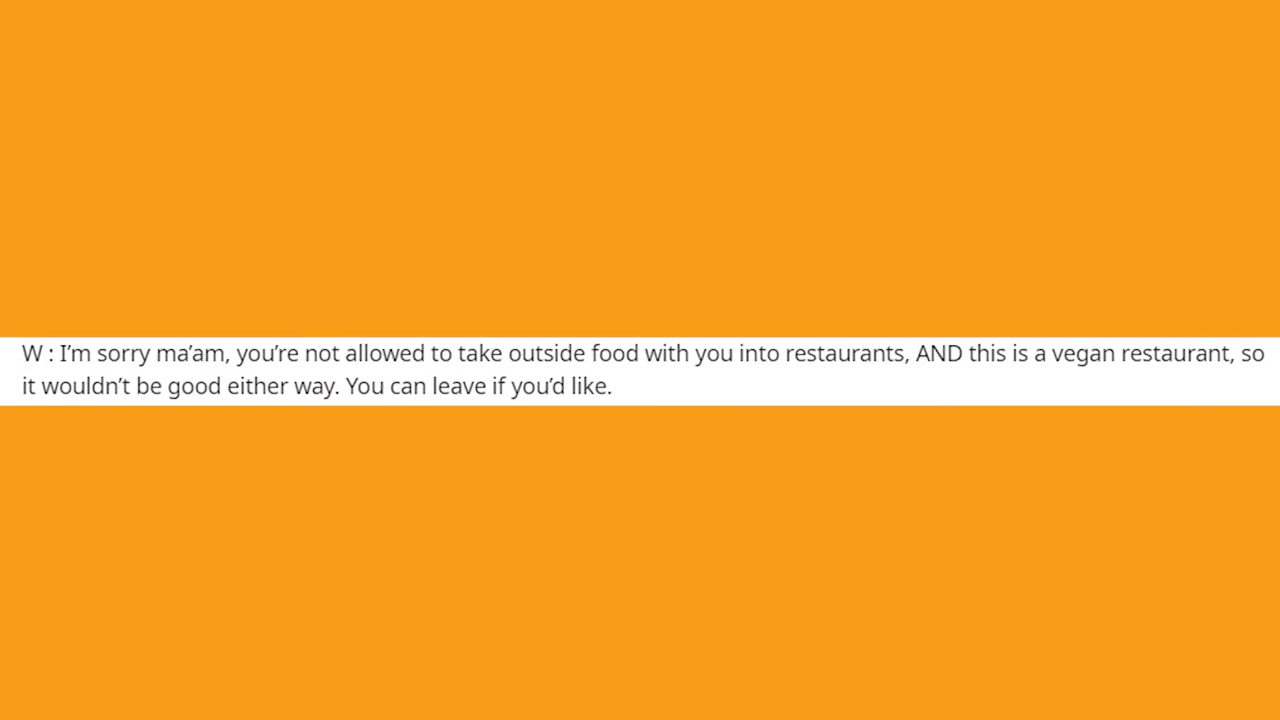 W : I’m sorry ma’am, you’re not allowed to take outside food with you into restaurants, AND this is a vegan restaurant, so
it wouldn’t be good either way. You can leave if you’d like.